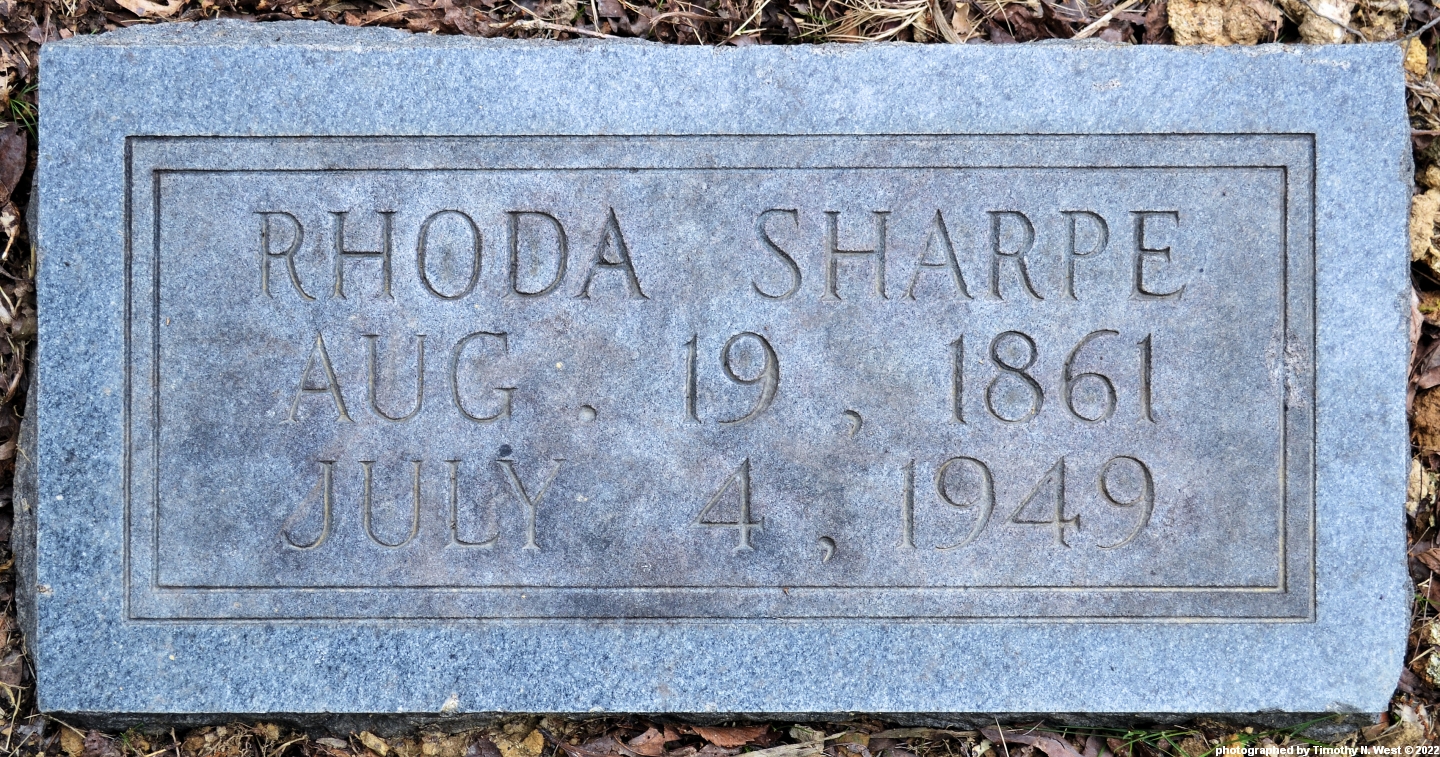 RHODA SHARPE
AUG. 19, 1861
JULY 4, 1949
photographed by Timothy N. West © 2022